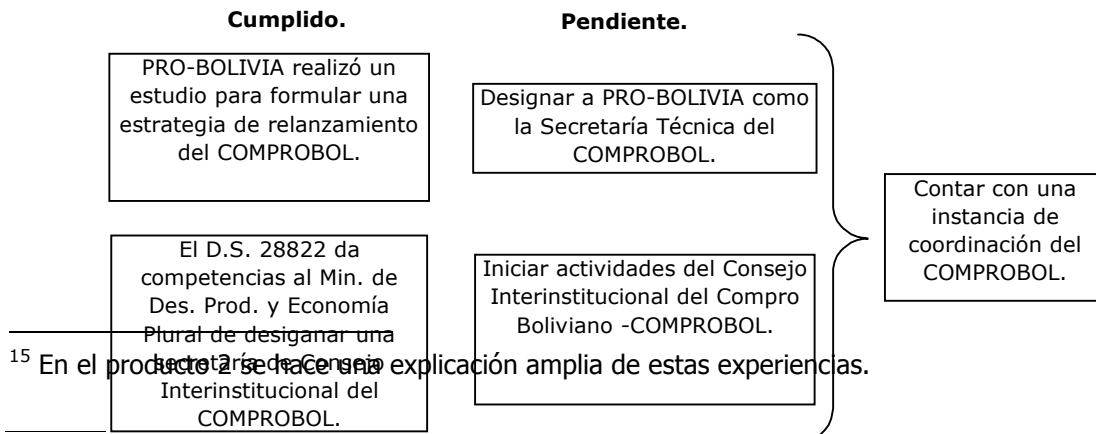 Cumplido.
Pendiente.
PRO-BOLIVIA realizó un
estudio para formular una
estrategia de relanzamiento
del COMPROBOL.
Designar a PRO-BOLIVIA como
la Secretaría Técnica del
COMPROBOL.
El D.S. 28822 da
competencias al Min. de
Des. Prod. y Economía
Plural de desiganar una
secretaría de Consejo
Interinstitucional del
COMPROBOL.
Iniciar actividades del Consejo
Interinstitucional del Compro
Boliviano -COMPROBOL.
Contar con una
instancia de
coordinación del
COMPROBOL.
15 En el producto 2 se hace una explicación amplia de estas experiencias.